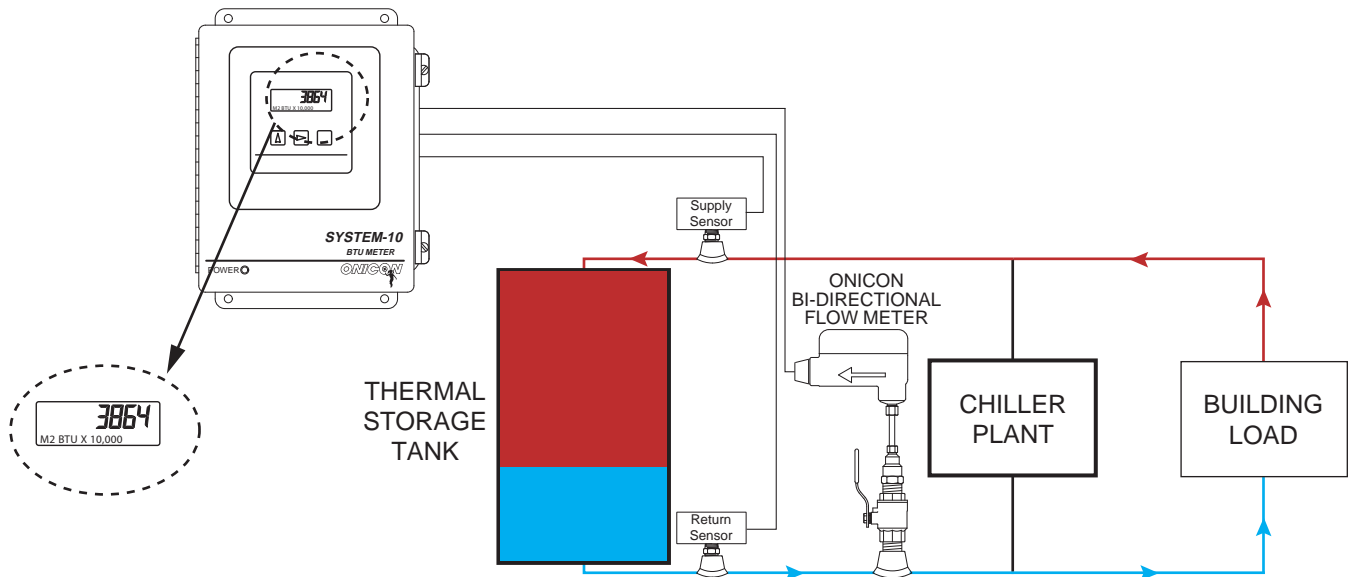 3864
M2 BTU X 10,000
SYSTEM-10
BTU METER
POWER
ONICON
3864
M2 BTU X 10,000
Supply
Sensor
ONICON
BI-DIRECTIONAL
FLOW METER
THERMAL
STORAGE
TANK
CHILLER
PLANT
BUILDING
LOAD
Return
Sensor